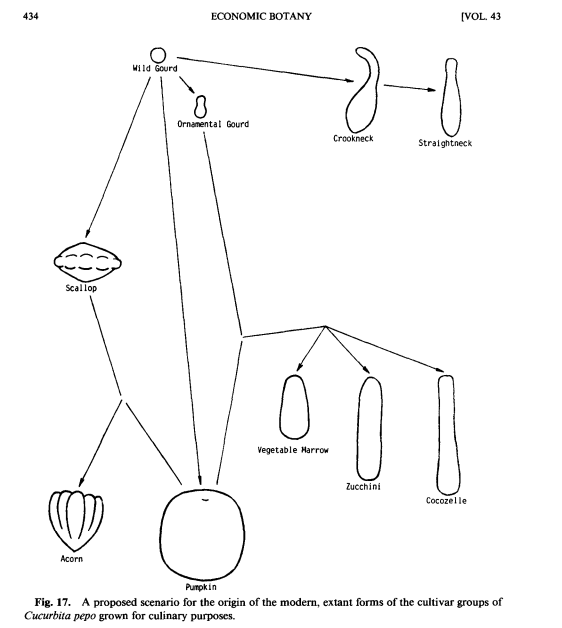 434 ECONOMIC BOTANY [VOL. 43
Wild Gourd
Ornamental Gourd
Crookneck
Straightneck
Scallop
Vegetable Marrow
Zucchini
Cocozelle
Acorn
Pumpkin
Fig. 17. A proposed scenario for the origin of the modern, extant forms of the cultivar groups of
Cucurbita pepo grown for culinary purposes.